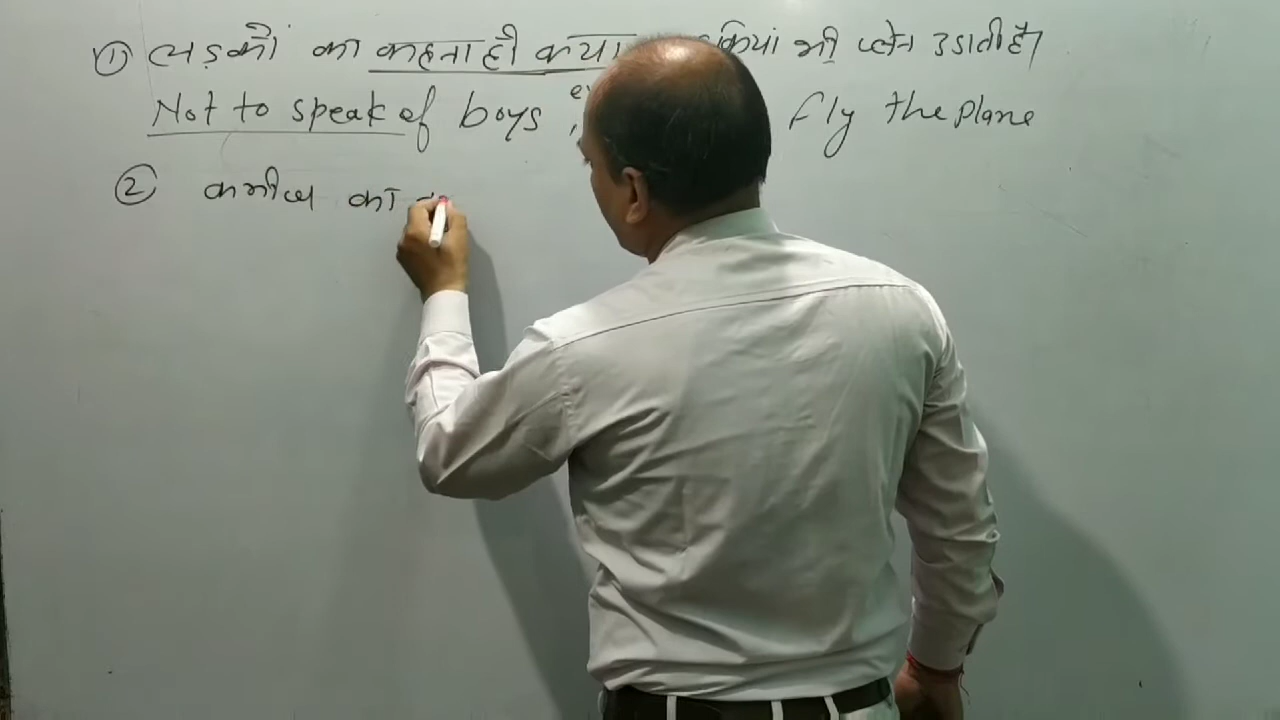 ① लड़कों का कहना ही क्या भी प्लेन उड़ाती है।
Not to speak of boys, fly the plane
② कमीज का